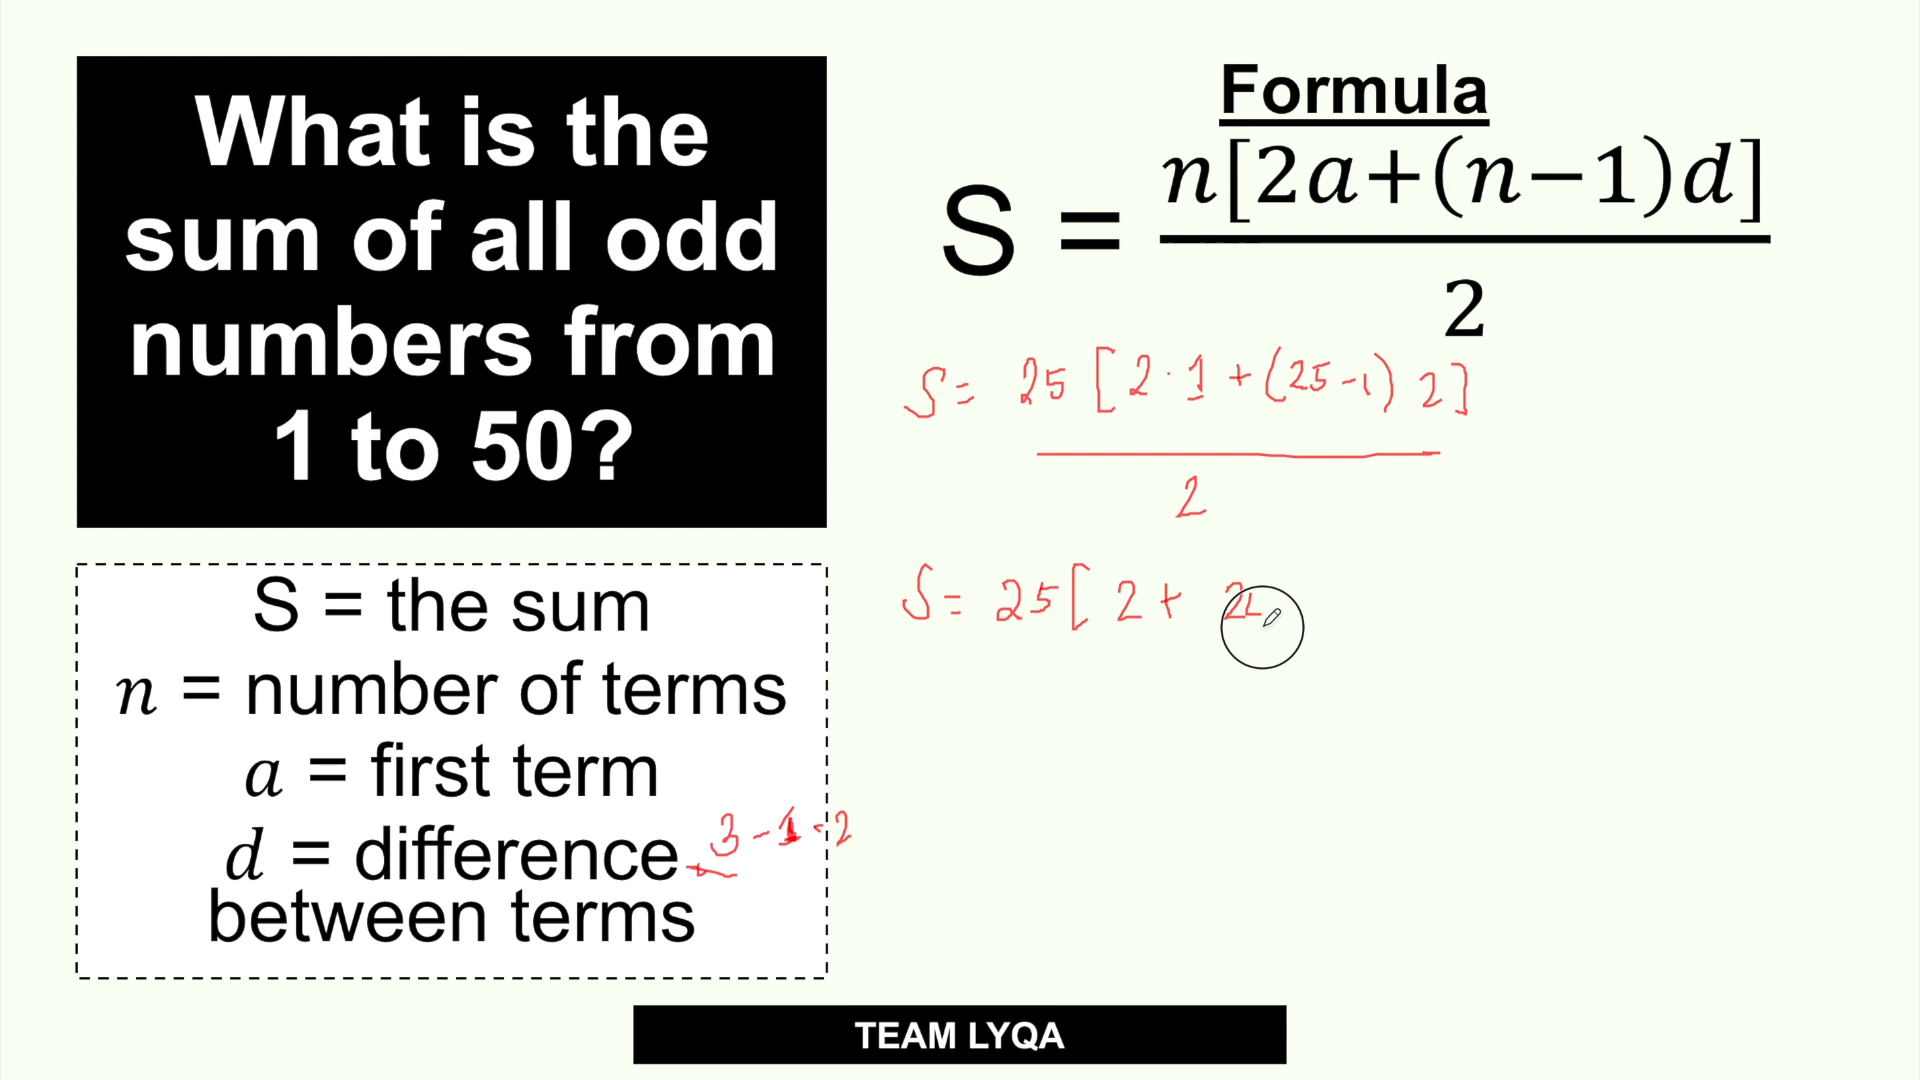 What is the
sum of all odd
numbers from
1 to 50?
Formula
S = n[2a+(n−1)d]
2
S = 25 [ 2 · 1 + (25 - 1) 2 ]
2
S = 25 [ 2 + 24
S = the sum
n = number of terms
a = first term
3 - 1 = 2
d = difference
between terms
TEAM LYQA